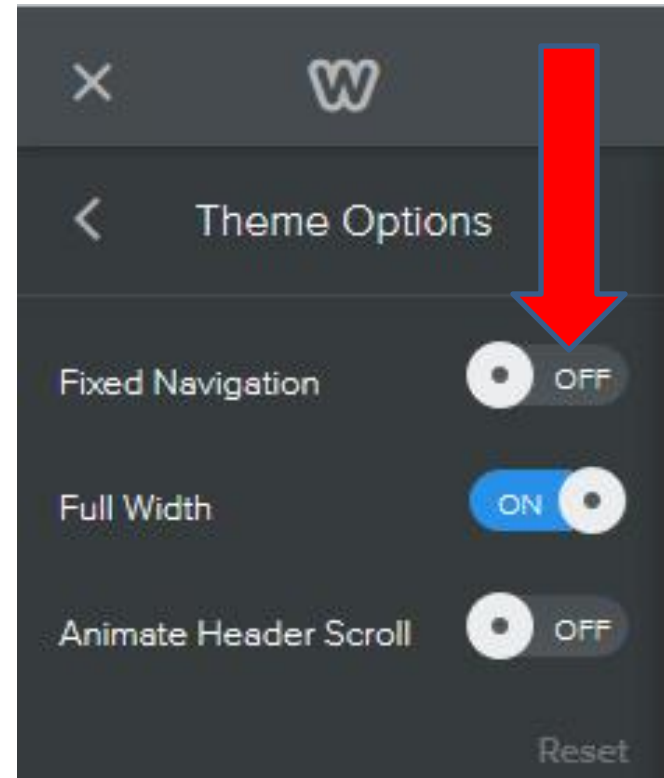 Theme Options
Fixed Navigation OFF
Full Width ON
Animate Header Scroll OFF
Reset